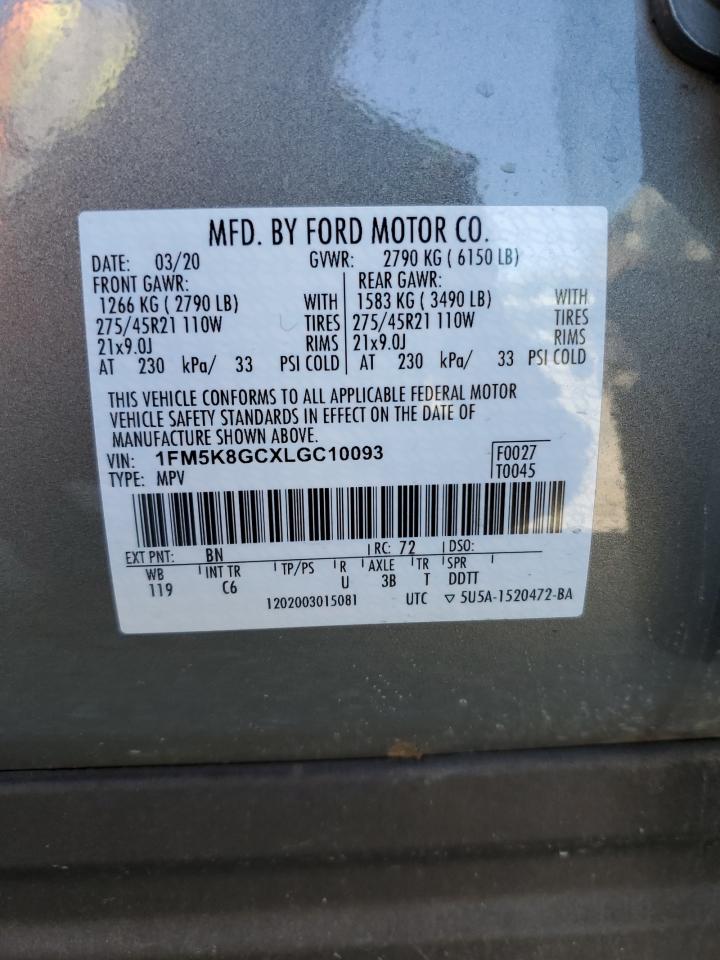 MFD. BY FORD MOTOR CO.
DATE: 03/20 GVWR: 2790 KG ( 6150 LB)
FRONT GAWR: REAR GAWR:
1266 KG ( 2790 LB) WITH 1583 KG ( 3490 LB) WITH
275/45R21 110W TIRES 275/45R21 110W TIRES
21x9.0J RIMS 21x9.0J RIMS
AT 230 kPa/ 33 PSI COLD AT 230 kPa/ 33 PSI COLD
THIS VEHICLE CONFORMS TO ALL APPLICABLE FEDERAL MOTOR
VEHICLE SAFETY STANDARDS IN EFFECT ON THE DATE OF
MANUFACTURE SHOWN ABOVE.
VIN: 1FM5K8GCXLGC10093 F0027
TYPE: MPV T0045
EXT PNT: BN RC: 72 DSO:
WB INT TR TP/PS R AXLE TR SPR
119 C6 U 3B T DDTT
1202003015081 UTC ▽ 5U5A-1520472-BA